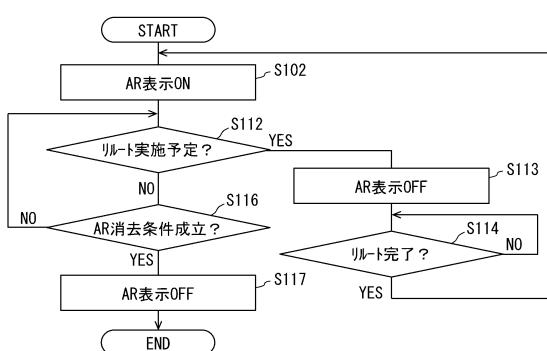 START
AR表示ON
S102
ﾘﾙｰﾄ実施予定？
S112
YES
NO
AR表示OFF
S113
AR消去条件成立？
S116
NO
YES
ﾘﾙｰﾄ完了？
S114
NO
YES
AR表示OFF
S117
END